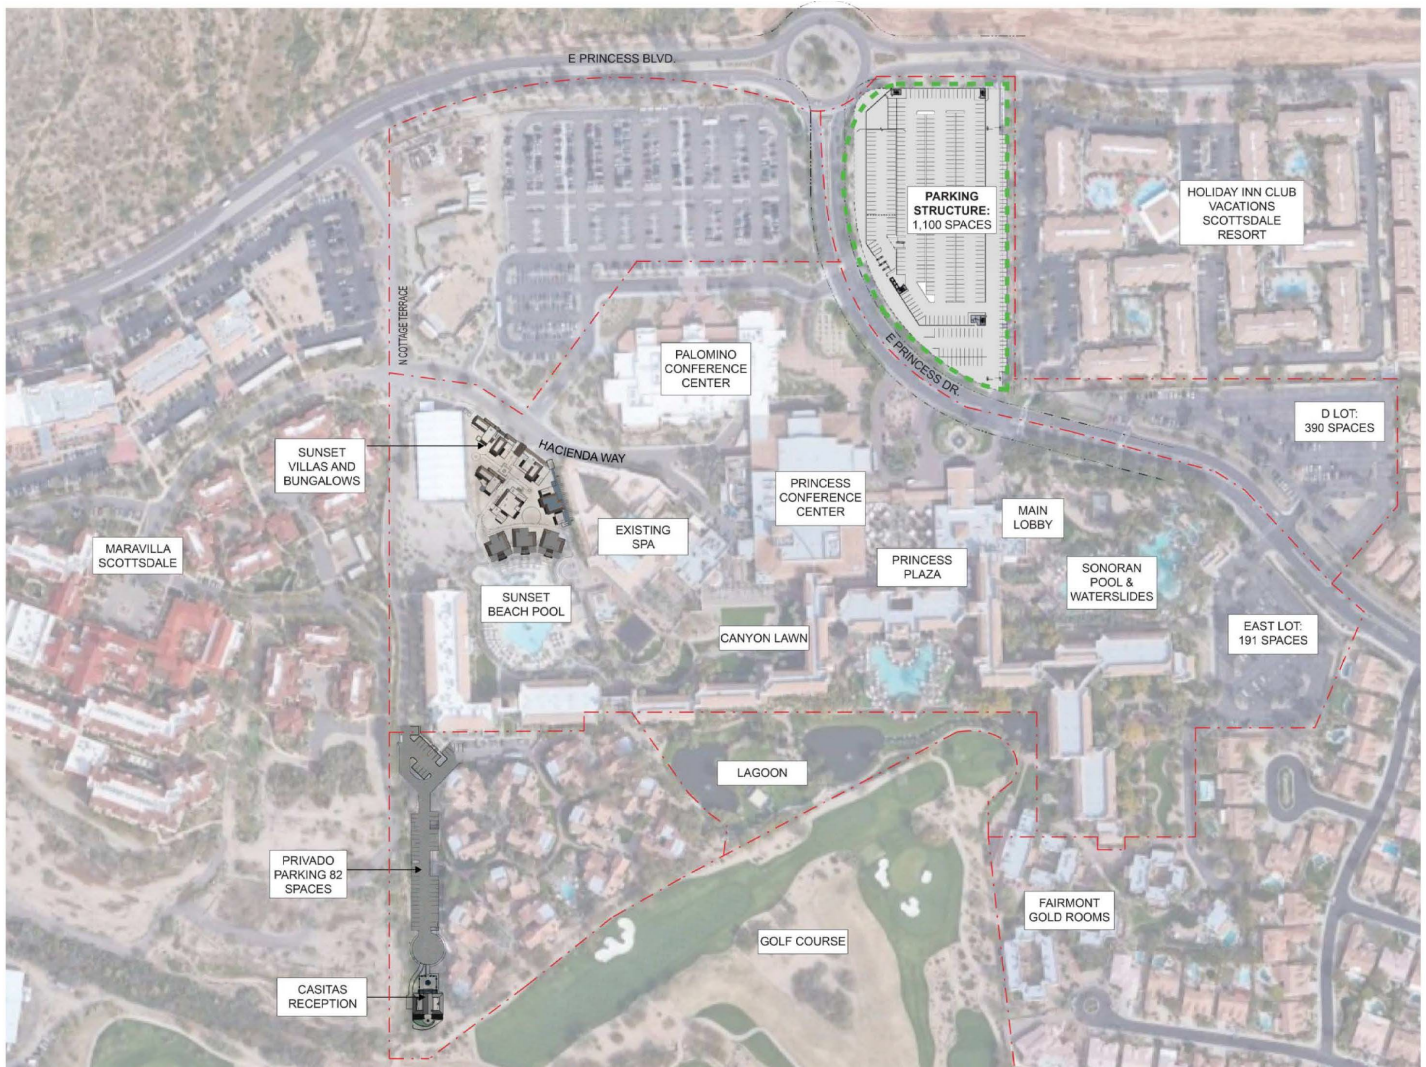 E PRINCESS BLVD.
PARKING
STRUCTURE:
1,100 SPACES
HOLIDAY INN CLUB
VACATIONS
SCOTTSDALE
RESORT
N COTTAGE TERRACE
PALOMINO
CONFERENCE
CENTER
E PRINCESS DR.
D LOT:
390 SPACES
SUNSET
VILLAS AND
BUNGALOWS
HACIENDA WAY
PRINCESS
CONFERENCE
CENTER
MAIN
LOBBY
EXISTING
SPA
MARAVILLA
SCOTTSDALE
PRINCESS
PLAZA
SONORAN
POOL &
WATERSLIDES
SUNSET
BEACH POOL
CANYON LAWN
EAST LOT:
191 SPACES
LAGOON
PRIVADO
PARKING 82
SPACES
FAIRMONT
GOLD ROOMS
GOLF COURSE
CASITAS
RECEPTION